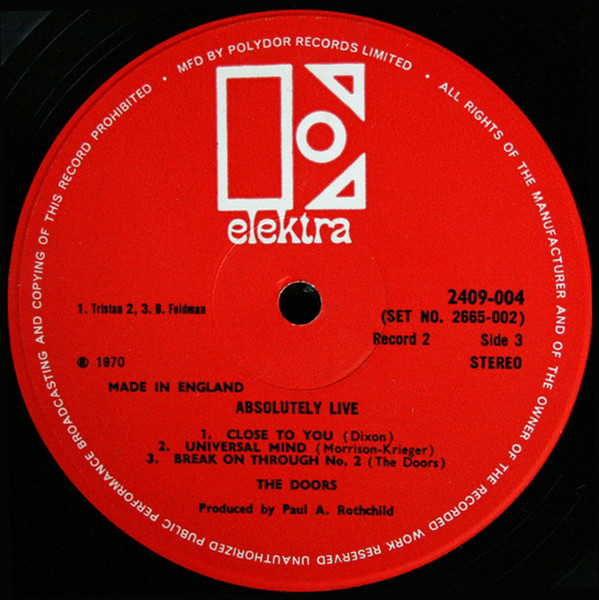 MFD BY POLYDOR RECORDS LIMITED • ALL RIGHTS OF THE MANUFACTURER AND OF THE OWNER OF THE RECORDED WORK RESERVED UNAUTHORIZED PUBLIC PERFORMANCE BROADCASTING AND COPYING OF THIS RECORD PROHIBITED •
elektra
2409-004
(SET NO. 2665-002)
1. Tristan 2, 3. B. Feldman
Record 2 Side 3
℗ 1970
STEREO
MADE IN ENGLAND
ABSOLUTELY LIVE
1. CLOSE TO YOU (Dixon)
2. UNIVERSAL MIND (Morrison-Krieger)
3. BREAK ON THROUGH No. 2 (The Doors)
THE DOORS
Produced by Paul A. Rothchild